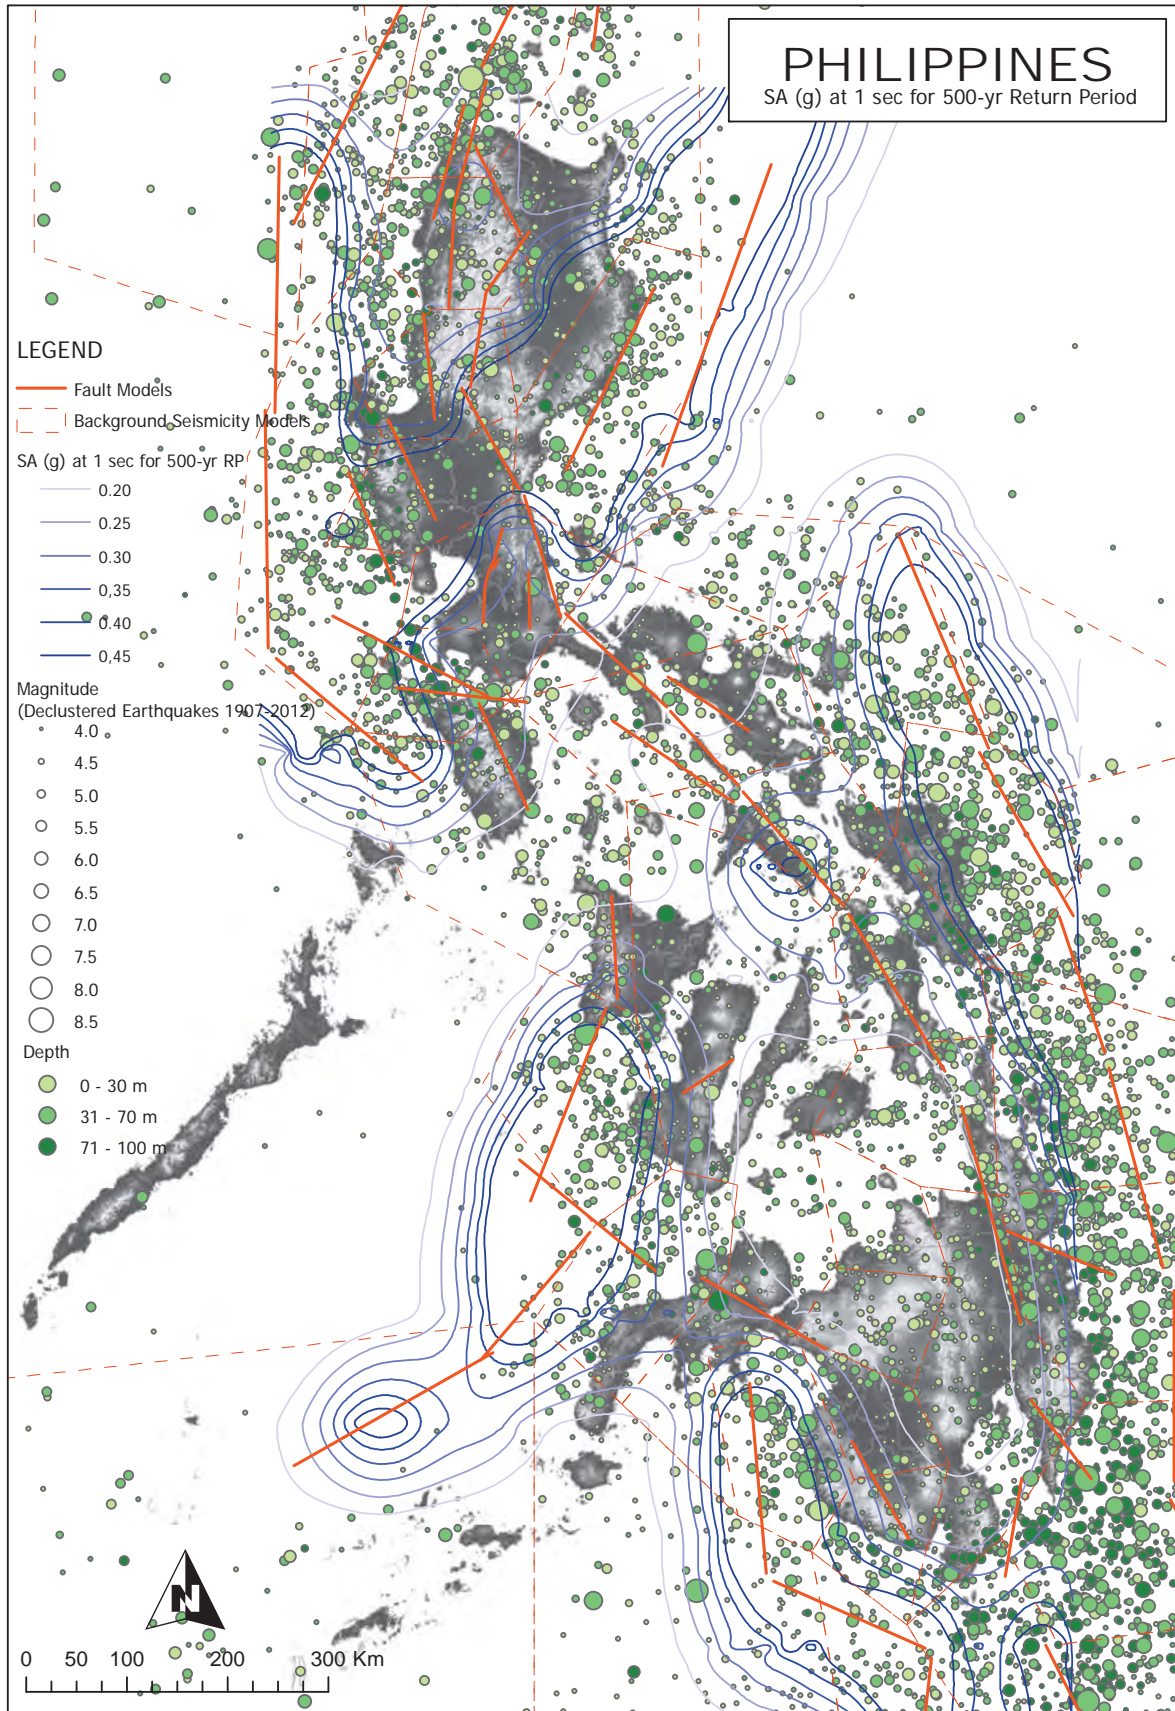 PHILIPPINES
SA (g) at 1 sec for 500-yr Return Period
LEGEND
Fault Models
Background Seismicity Models
SA (g) at 1 sec for 500-yr RP
0.20
0.25
0.30
0,35
0.40
0,45
Magnitude
(Declustered Earthquakes 1907-2012)
4.0
4.5
5.0
5.5
6.0
6.5
7.0
7.5
8.0
8.5
Depth
0 - 30 m
31 - 70 m
71 - 100 m
N
0 50 100 200 300 Km